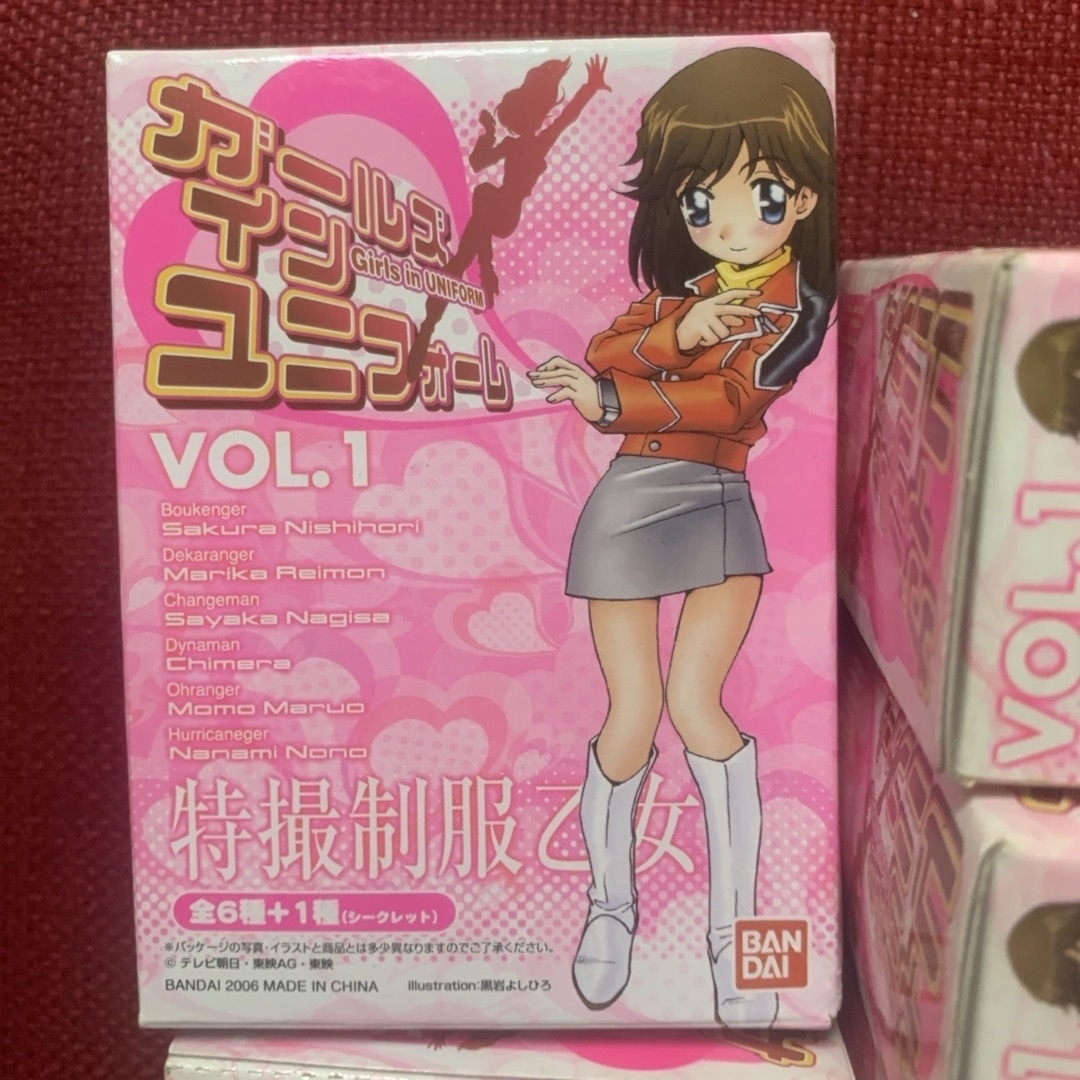 ガールズ
イン
Girls in UNIFORM
ユニフォーム
VOL.1
Boukenger
Sakura Nishihori
Dekaranger
Marika Reimon
Changeman
Sayaka Nagisa
Dynaman
Chimera
Ohranger
Momo Maruo
Hurricaneger
Nanami Nono
特撮制服乙女
全6種+1種(シークレット)
※パッケージの写真・イラストと商品とは多少異なりますのでご了承ください。
© テレビ朝日・東映AG・東映
BANDAI 2006 MADE IN CHINA illustration:黒岩よしひろ
BAN
DAI
VOL.1